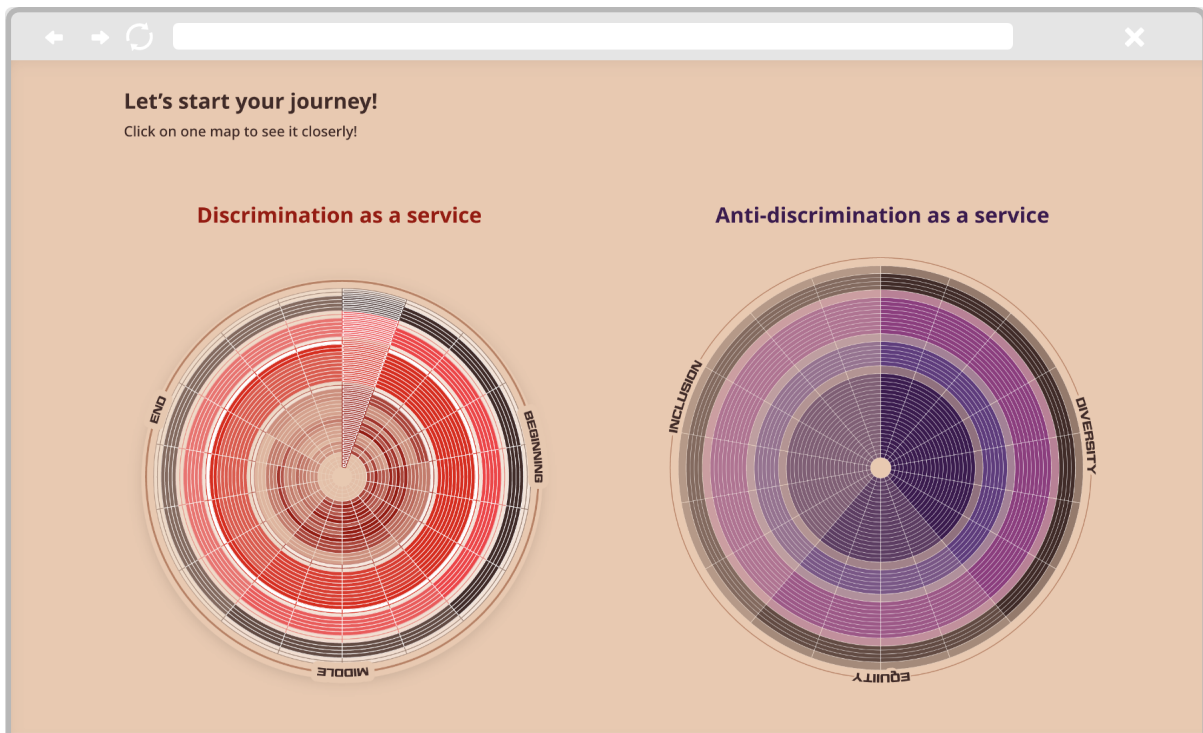 Let's start your journey!
Click on one map to see it closerly!
Discrimination as a service
Anti-discrimination as a service
END
BEGINNING
MIDDLE
INCLUSION
DIVERSITY
EQUIITY